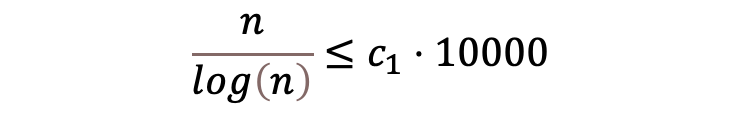 n/log(n) ≤ c₁ · 10000